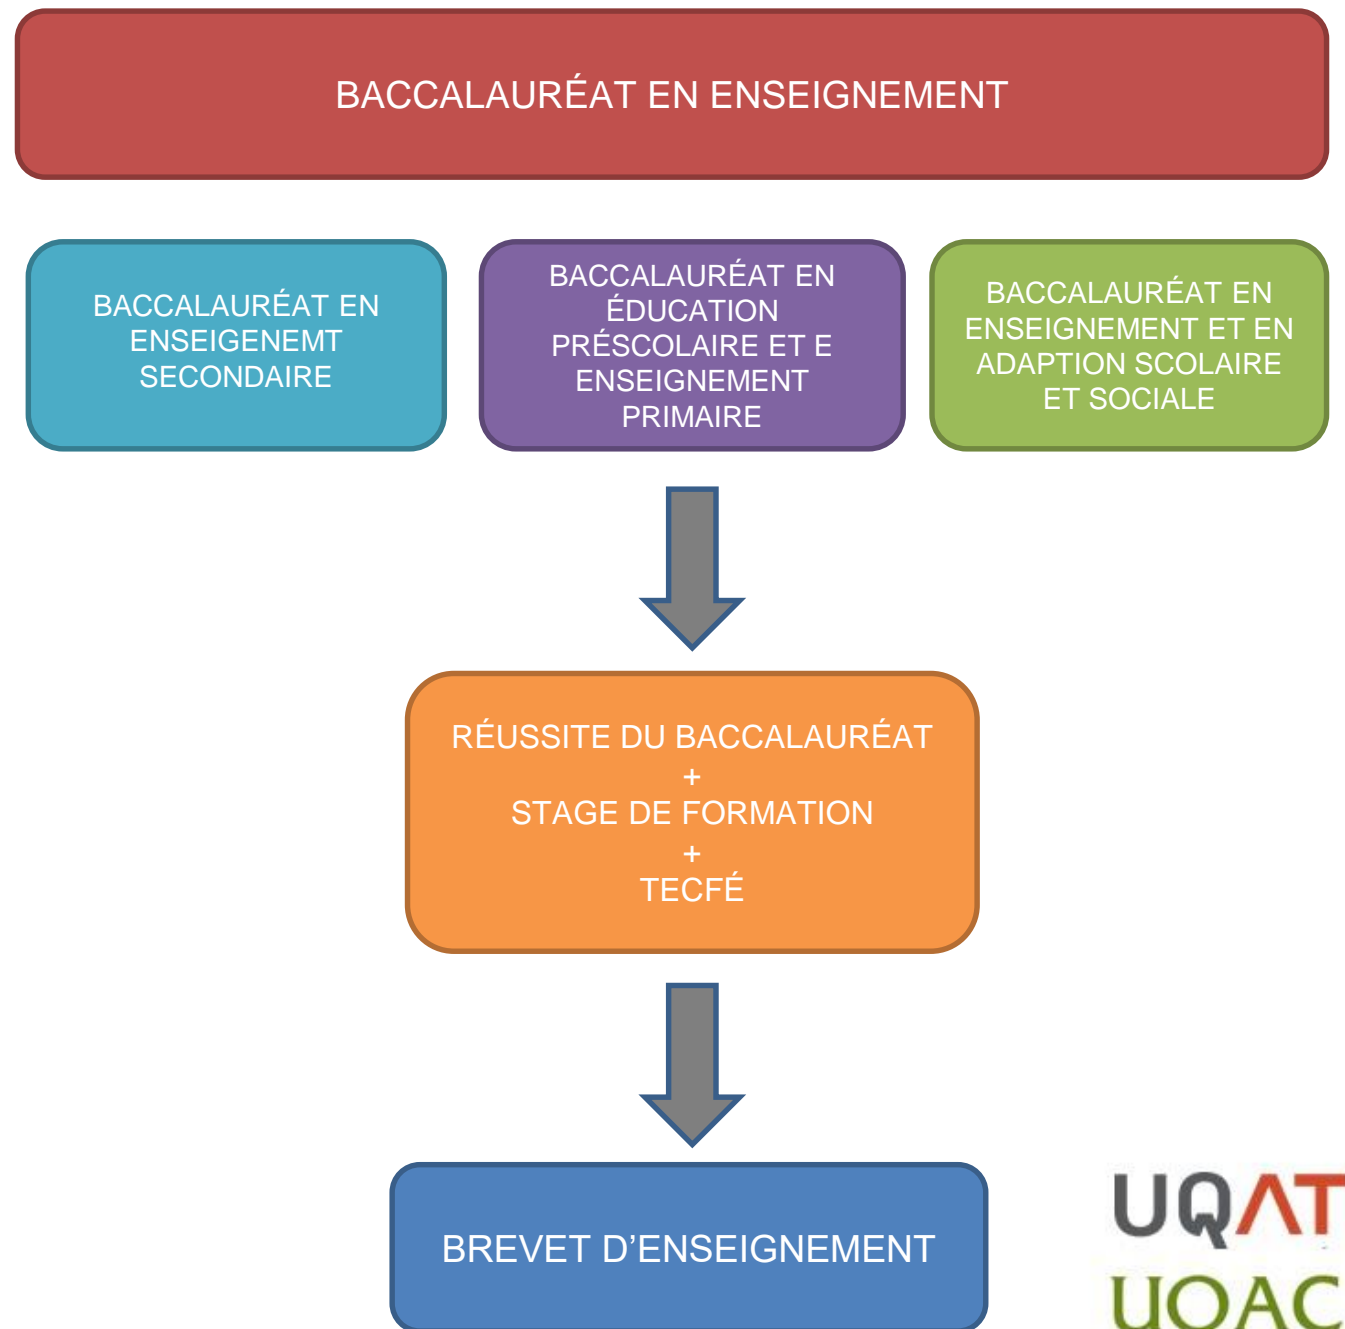 BACCALAURÉAT EN ENSEIGNEMENT
BACCALAURÉAT EN
ENSEIGENEMT
SECONDAIRE
BACCALAURÉAT EN
ÉDUCATION
PRÉSCOLAIRE ET E
ENSEIGNEMENT
PRIMAIRE
BACCALAURÉAT EN
ENSEIGNEMENT ET EN
ADAPTION SCOLAIRE
ET SOCIALE
RÉUSSITE DU BACCALAURÉAT
+
STAGE DE FORMATION
+
TECFÉ
BREVET D’ENSEIGNEMENT
UQAT
UQAC